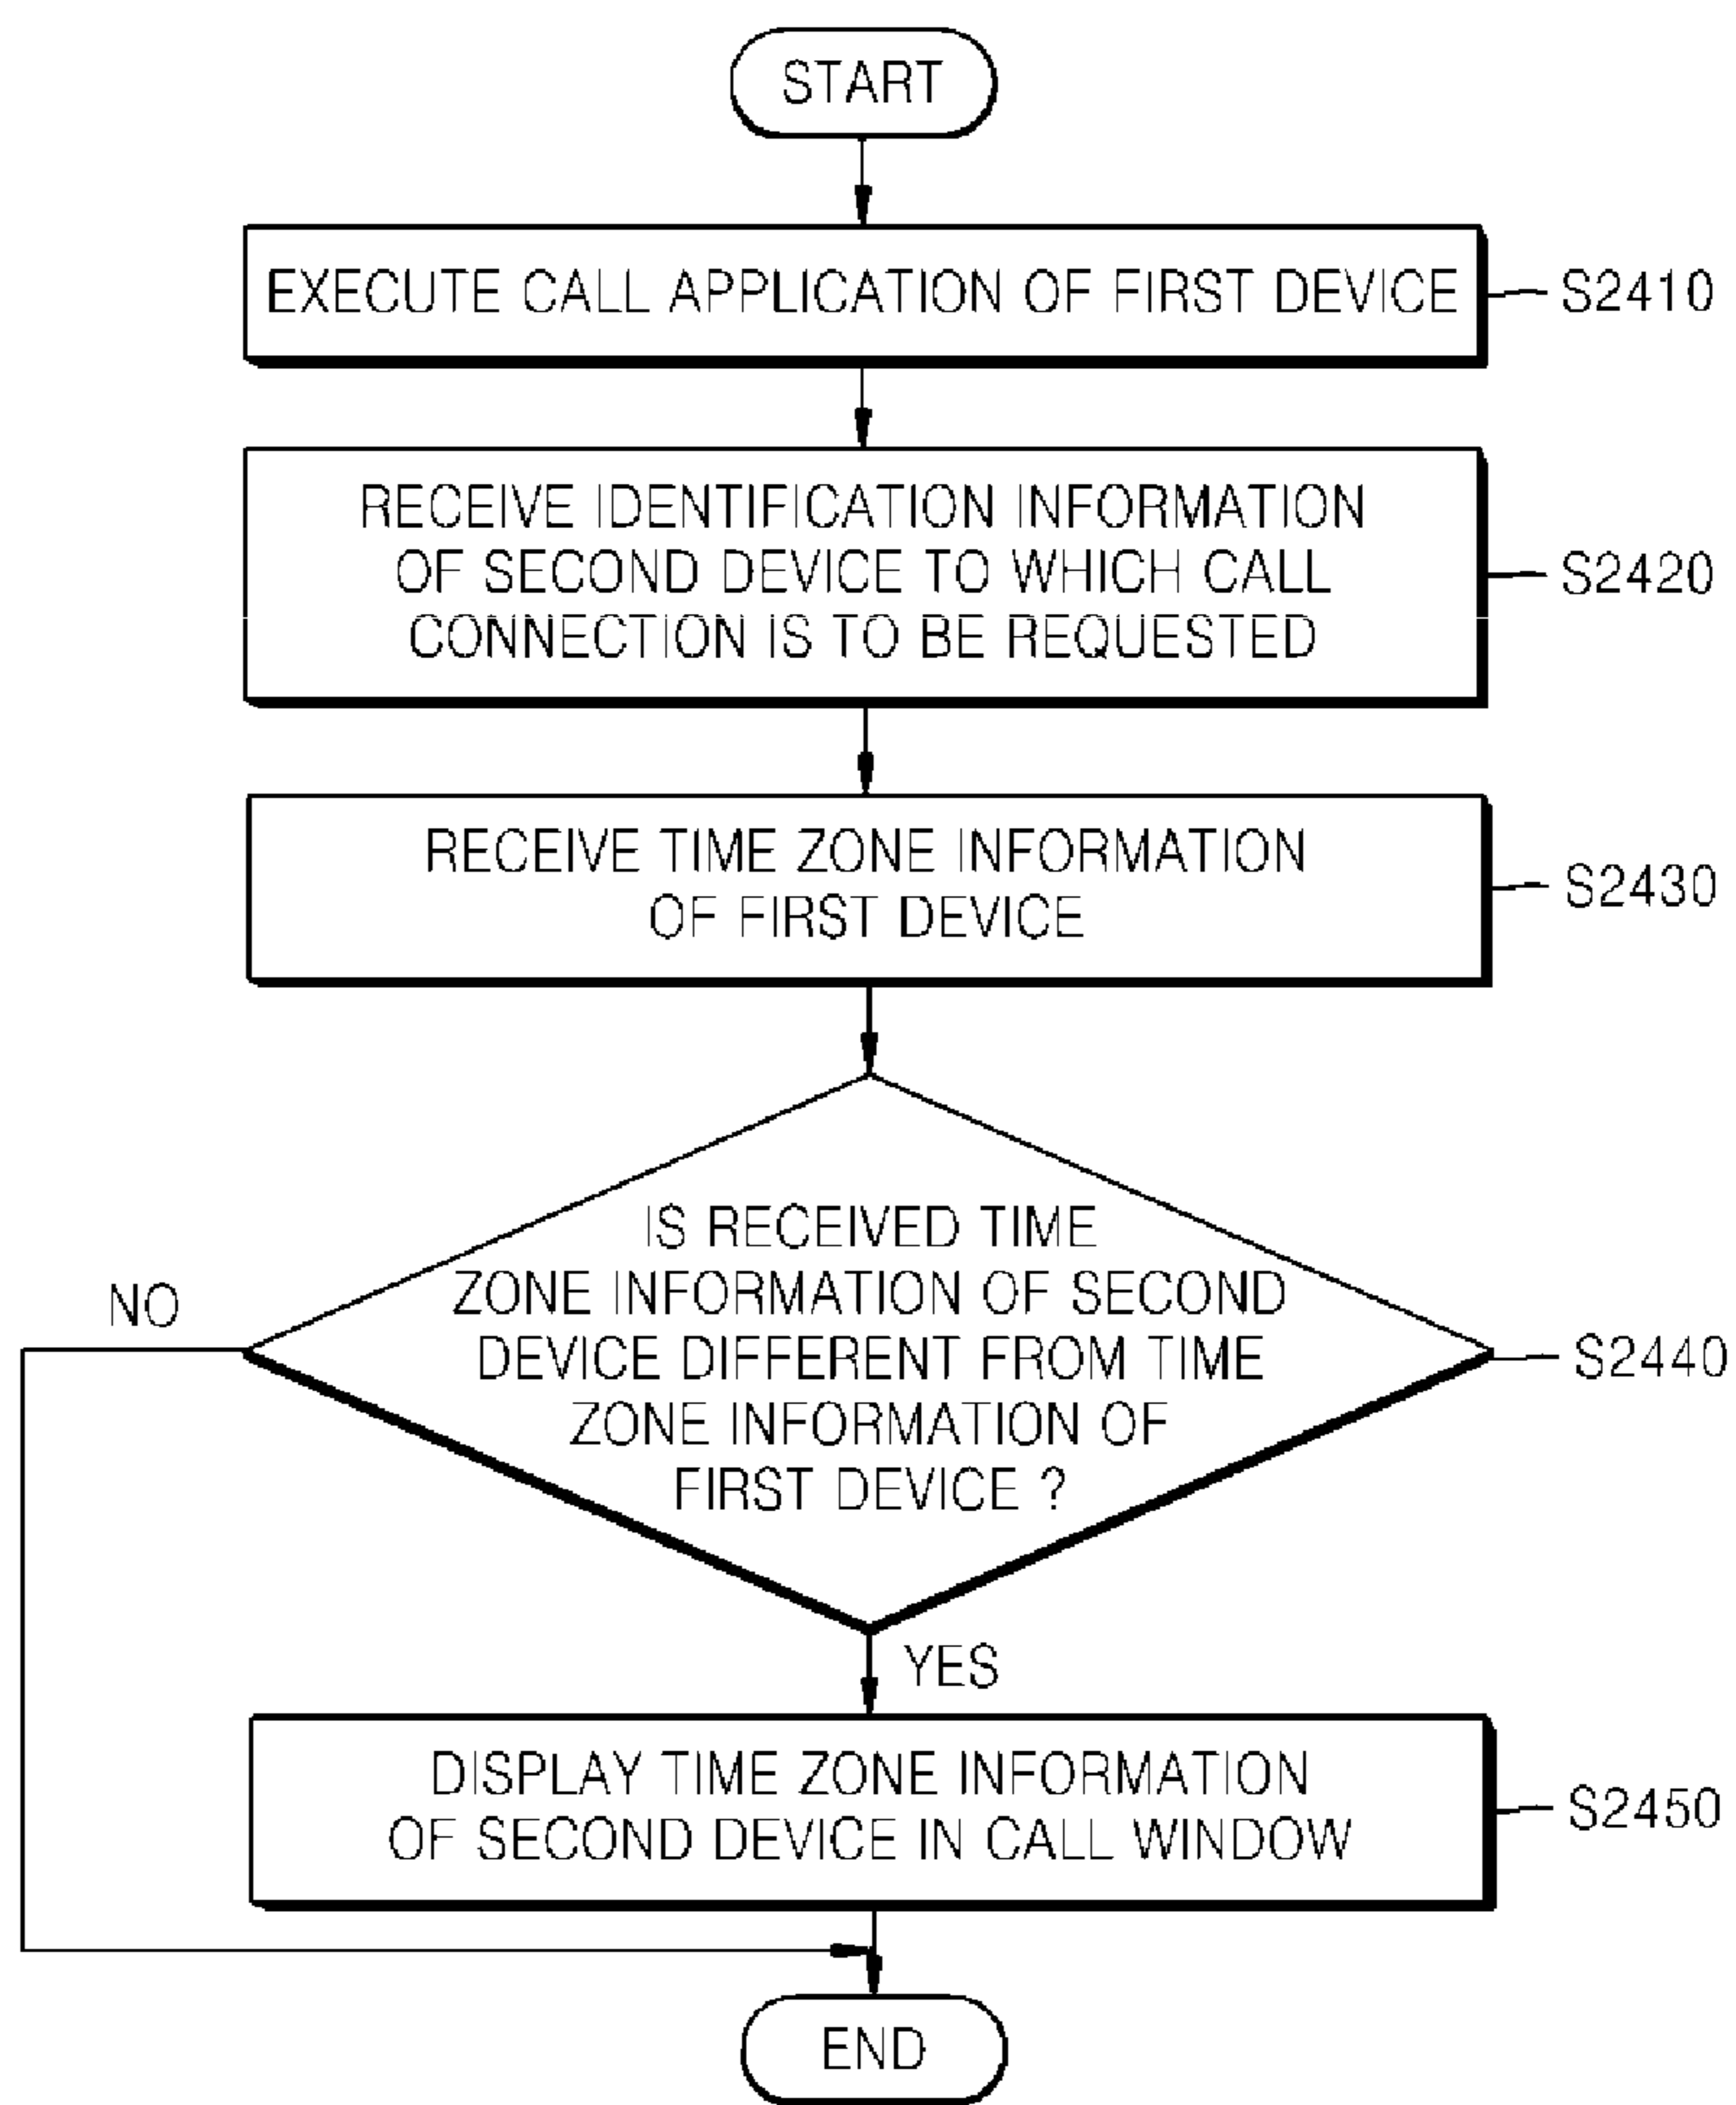 START
EXECUTE CALL APPLICATION OF FIRST DEVICE
S2410
RECEIVE IDENTIFICATION INFORMATION
OF SECOND DEVICE TO WHICH CALL
CONNECTION IS TO BE REQUESTED
S2420
RECEIVE TIME ZONE INFORMATION
OF FIRST DEVICE
S2430
IS RECEIVED TIME
ZONE INFORMATION OF SECOND
DEVICE DIFFERENT FROM TIME
ZONE INFORMATION OF
FIRST DEVICE ?
S2440
NO
YES
DISPLAY TIME ZONE INFORMATION
OF SECOND DEVICE IN CALL WINDOW
S2450
END